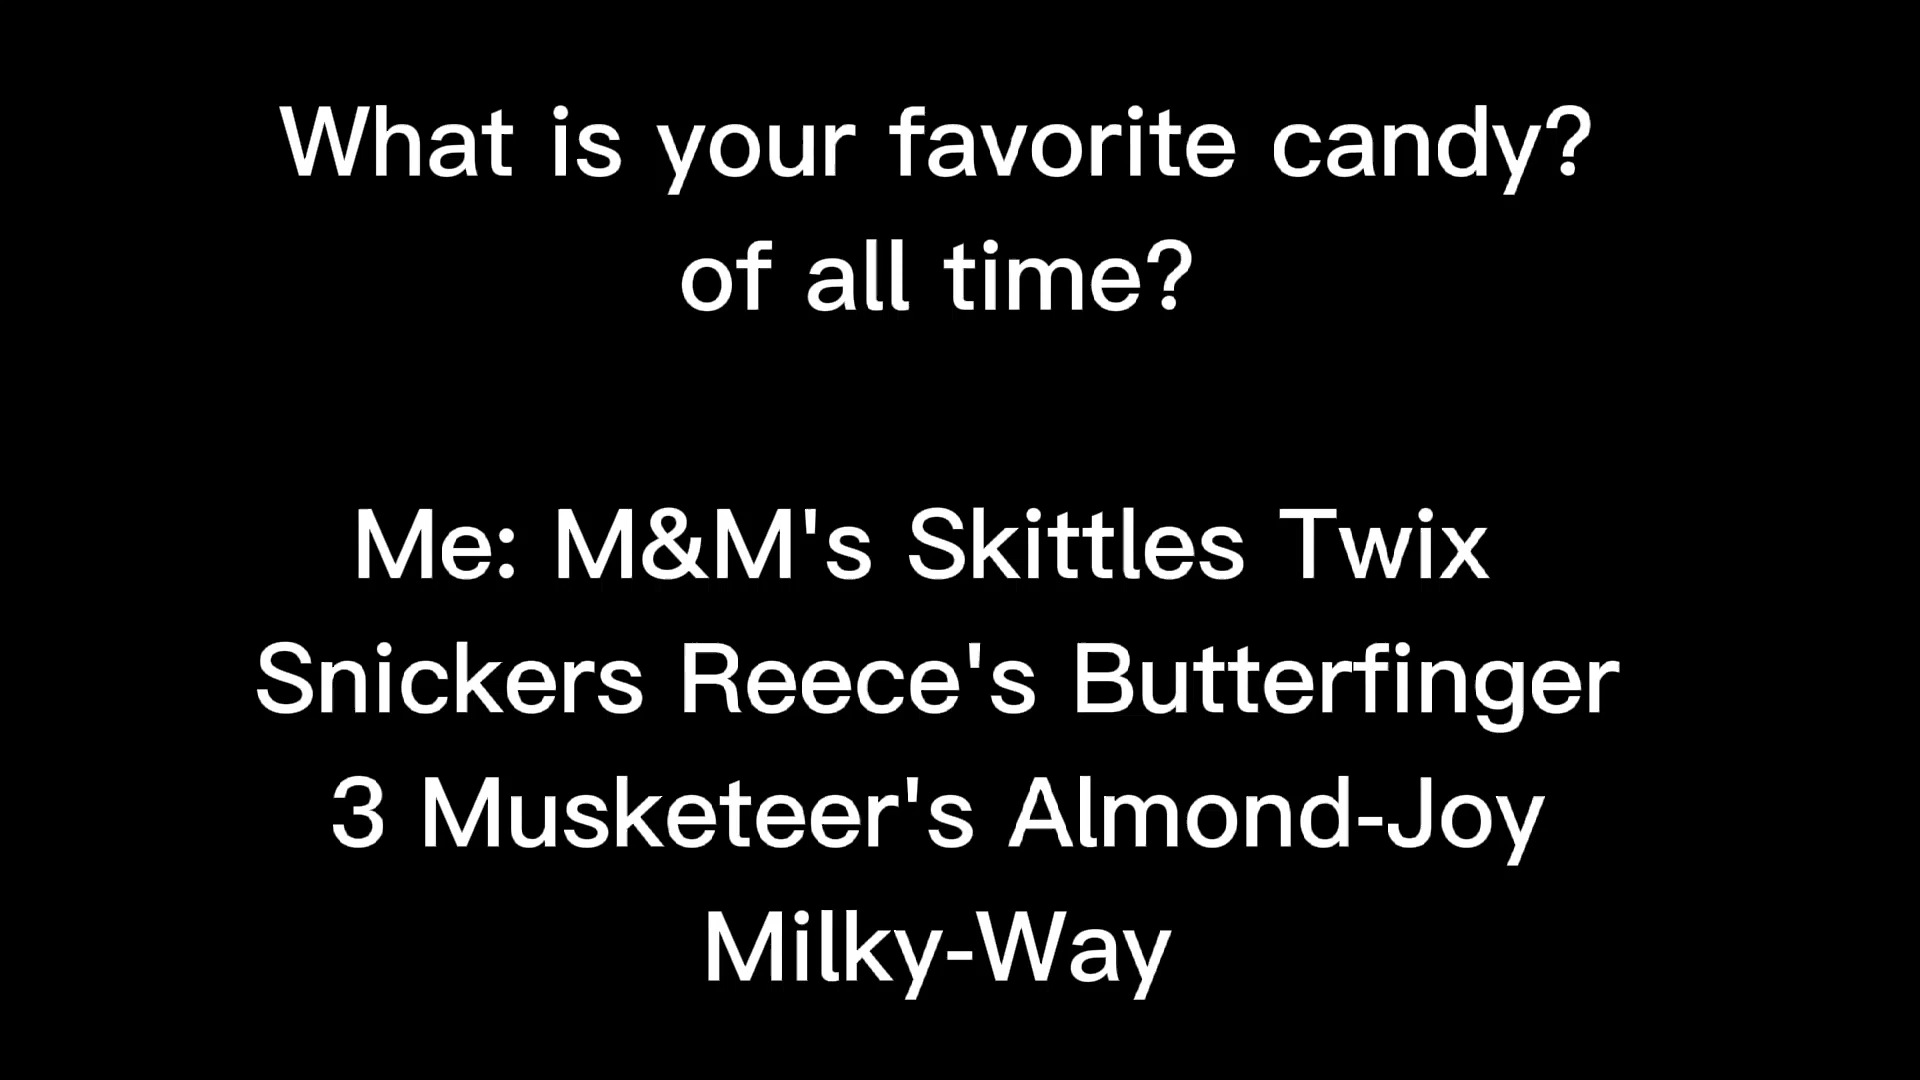 What is your favorite candy?
of all time?
Me: M&M's Skittles Twix
Snickers Reece's Butterfinger
3 Musketeer's Almond-Joy
Milky-Way